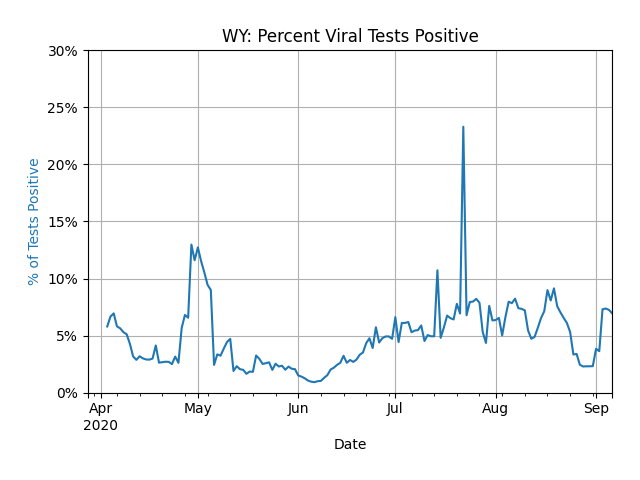 WY: Percent Viral Tests Positive
30%
25%
20%
15%
10%
5%
0%
% of Tests Positive
Apr May Jun Jul Aug Sep
2020
Date